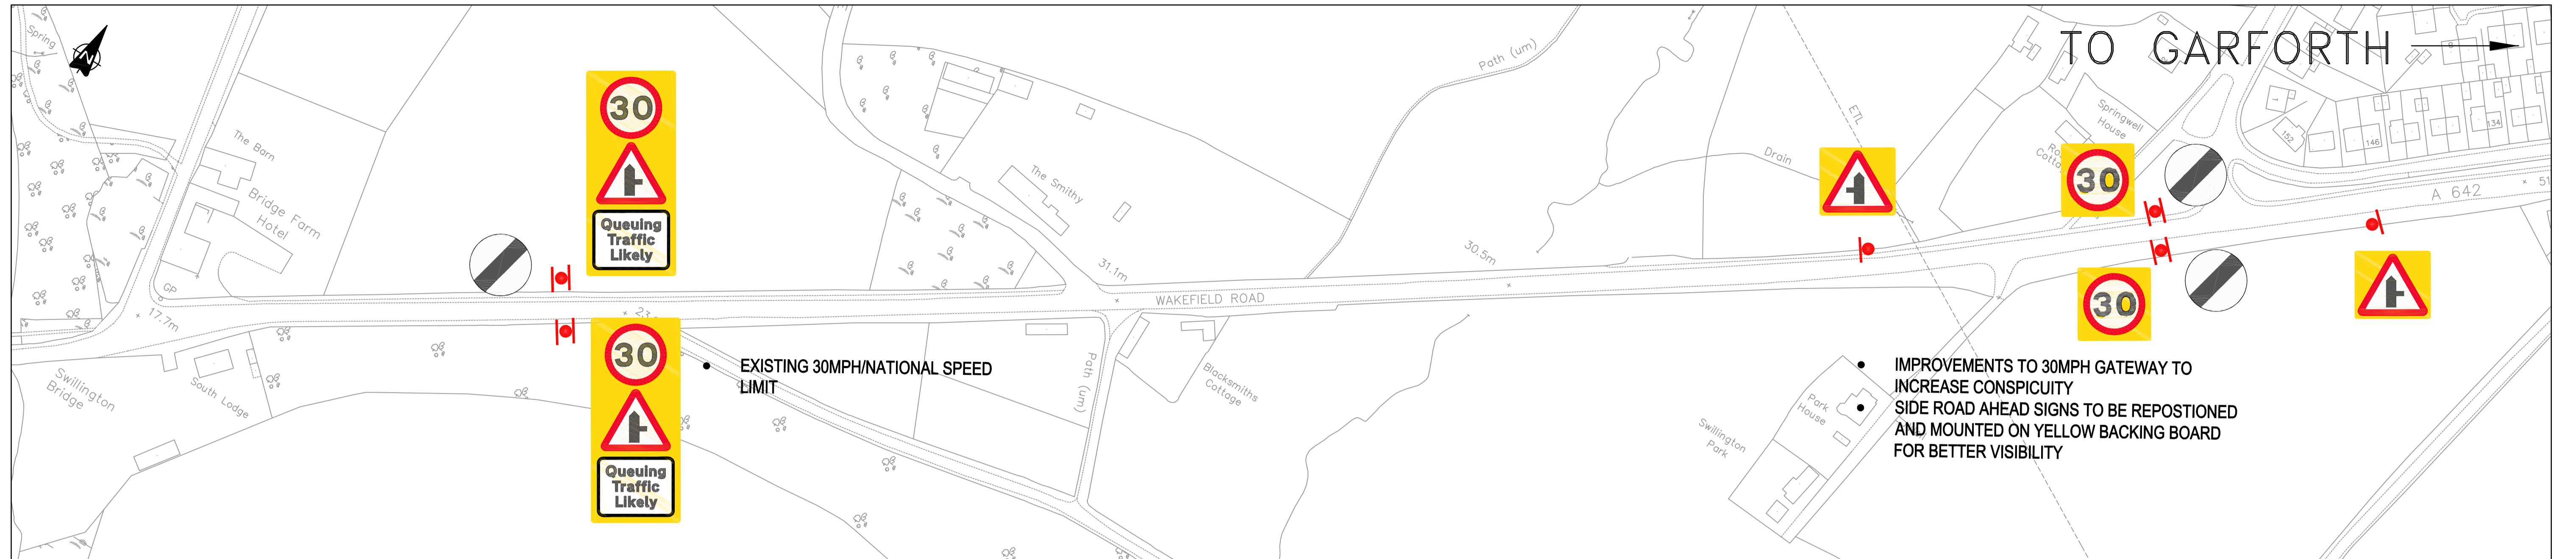 TO GARFORTH
Spring
N
The Barn
Bridge Farm
Hotel
GP
17.7m
Swillington
Bridge
South Lodge
30
Queuing
Traffic
Likely
30
Queuing
Traffic
Likely
EXISTING 30MPH/NATIONAL SPEED
LIMIT
The Smithy
31.1m
WAKEFIELD ROAD
Path (um)
Blacksmiths
Cottage
Path (um)
30.5m
Drain
ETL
Springwell
House
152
146
134
30
A 642
30
Park
House
Swillington
Park
IMPROVEMENTS TO 30MPH GATEWAY TO
INCREASE CONSPICUITY
SIDE ROAD AHEAD SIGNS TO BE REPOSTIONED
AND MOUNTED ON YELLOW BACKING BOARD
FOR BETTER VISIBILITY